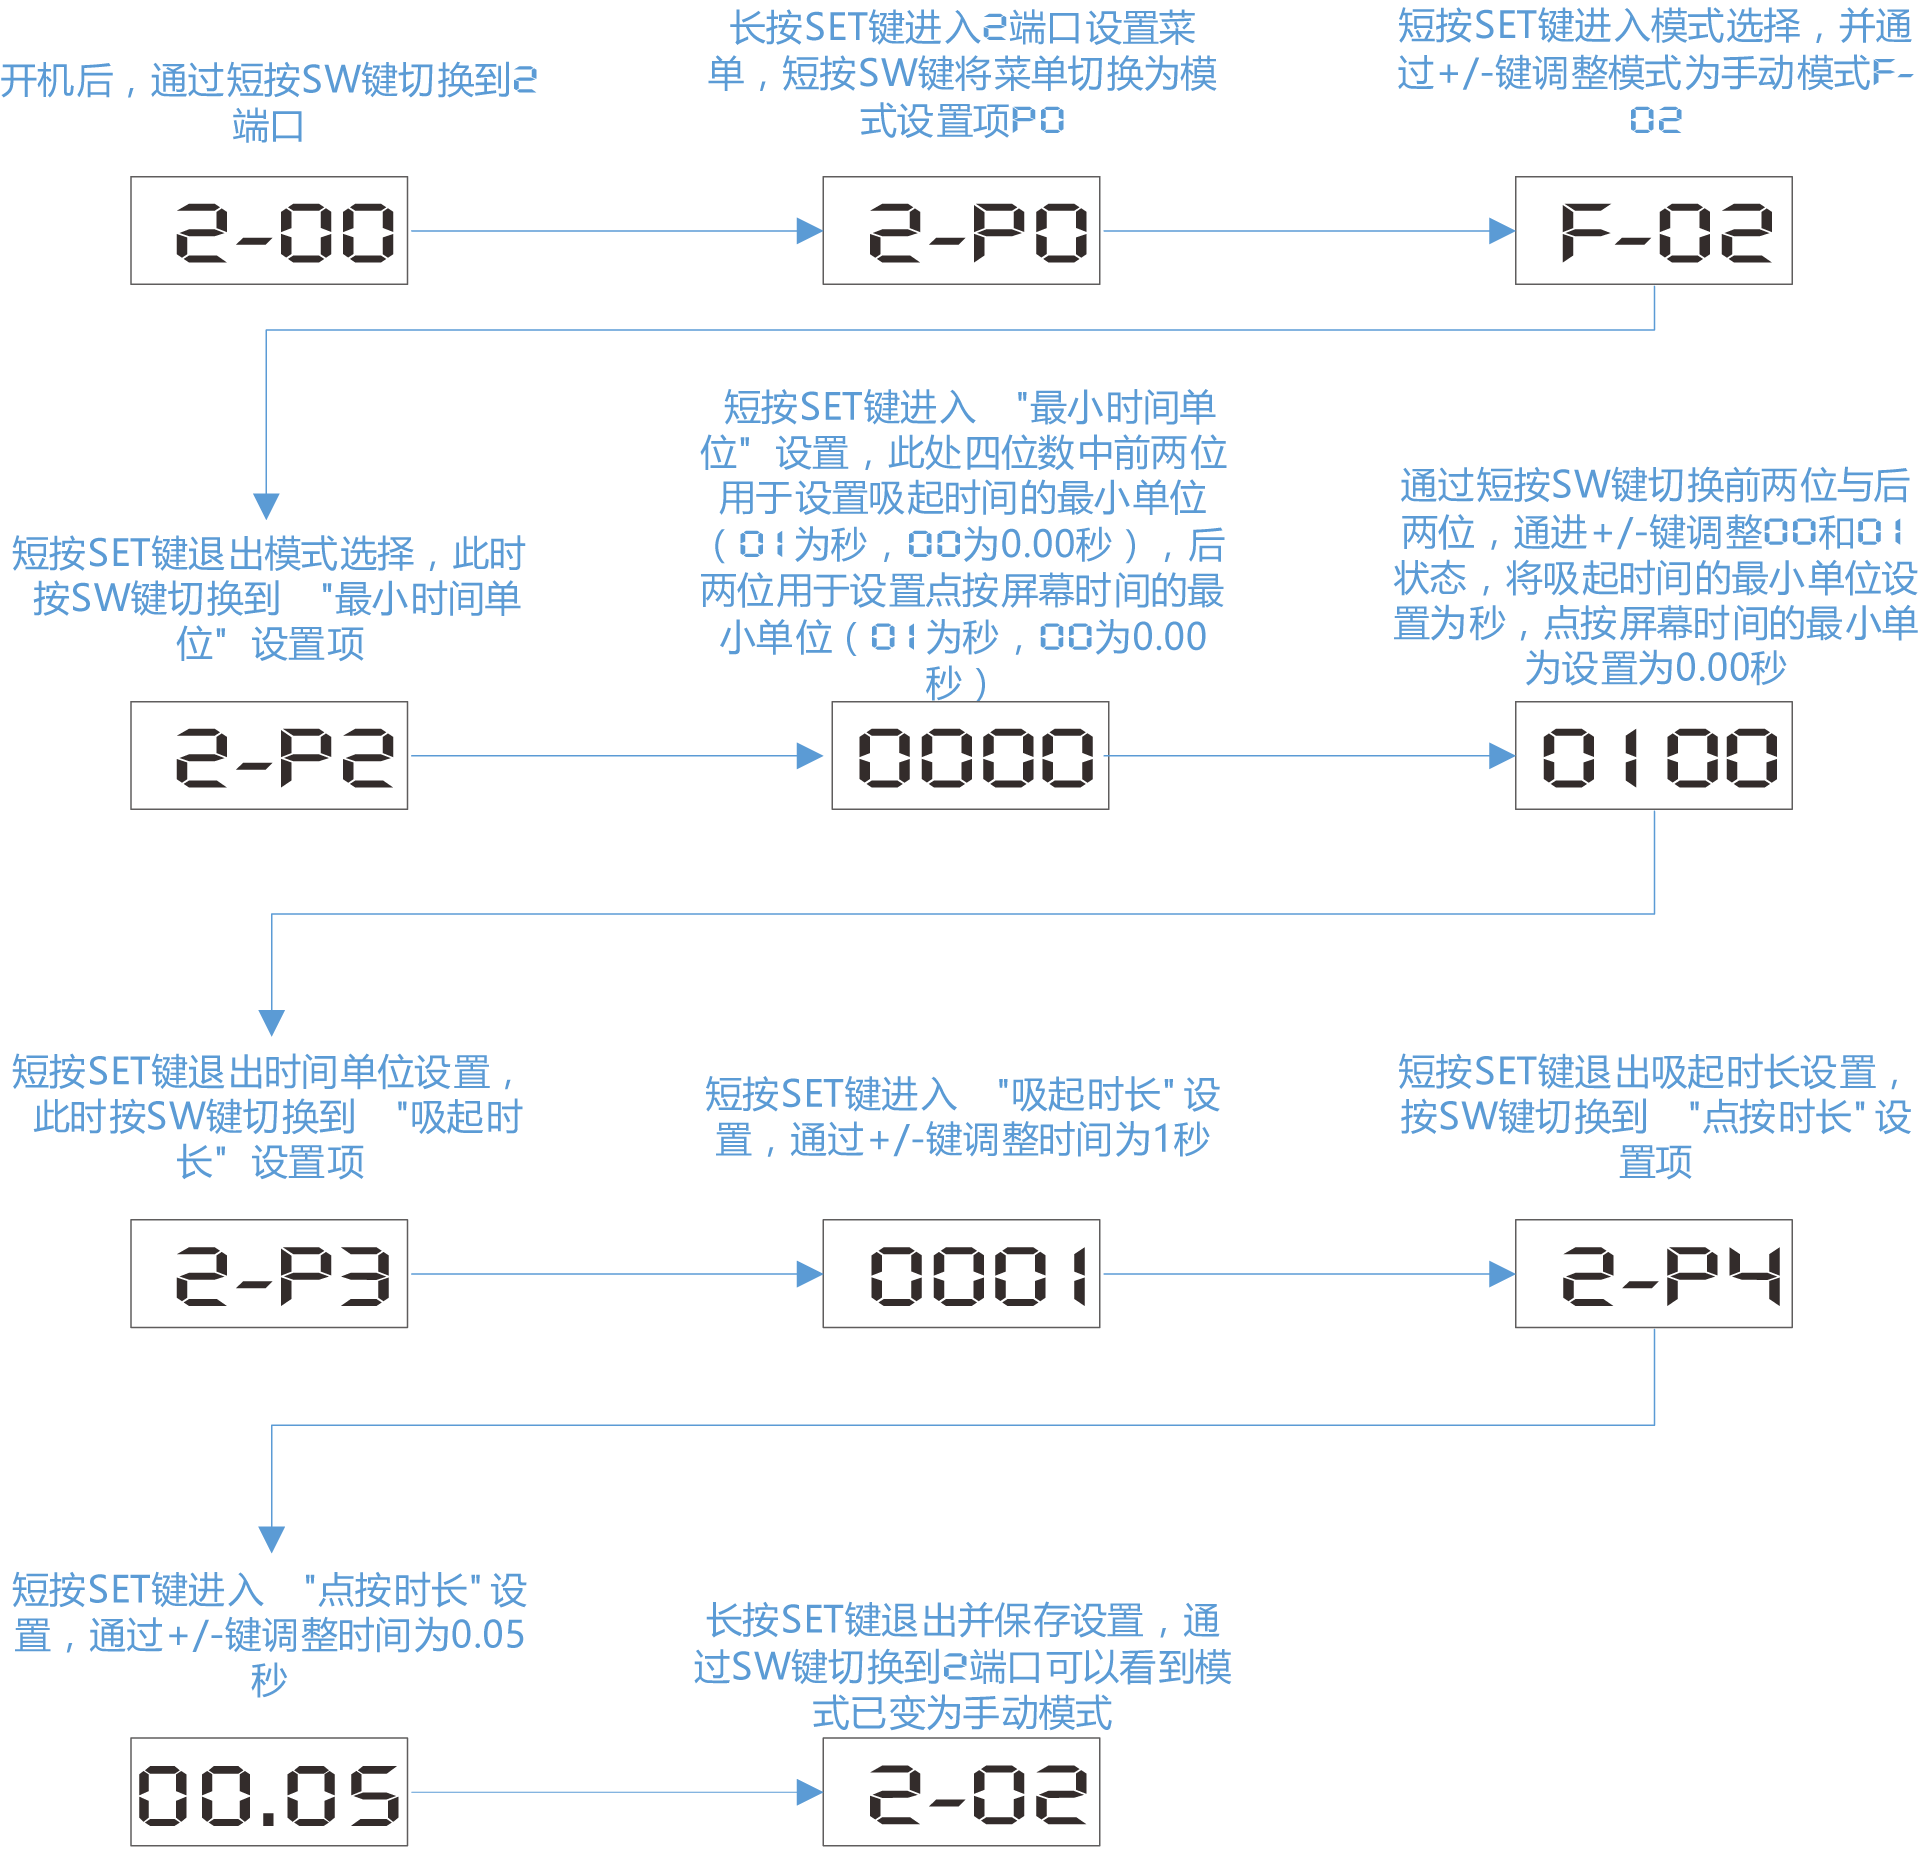 开机后，通过短按SW键切换到2
端口
2-00
长按SET键进入2端口设置菜
单，短按SW键将菜单切换为模
式设置项P0
2-P0
短按SET键进入模式选择，并通
过+/-键调整模式为手动模式F-
02
F-02
短按SET键退出模式选择，此时
按SW键切换到 "最小时间单
位" 设置项
2-P2
短按SET键进入 "最小时间单
位" 设置，此处四位数中前两位
用于设置吸起时间的最小单位
（01为秒，00为0.00秒），后
两位用于设置点按屏幕时间的最
小单位（01为秒，00为0.00
秒）
0000
通过短按SW键切换前两位与后
两位，通进+/-键调整00和01
状态，将吸起时间的最小单位设
置为秒，点按屏幕时间的最小单
为设置为0.00秒
0100
短按SET键退出时间单位设置，
此时按SW键切换到 "吸起时
长" 设置项
2-P3
短按SET键进入 "吸起时长" 设
置，通过+/-键调整时间为1秒
0001
短按SET键退出吸起时长设置，
按SW键切换到 "点按时长" 设
置项
2-P4
短按SET键进入 "点按时长" 设
置，通过+/-键调整时间为0.05
秒
00.05
长按SET键退出并保存设置，通
过SW键切换到2端口可以看到模
式已变为手动模式
2-02